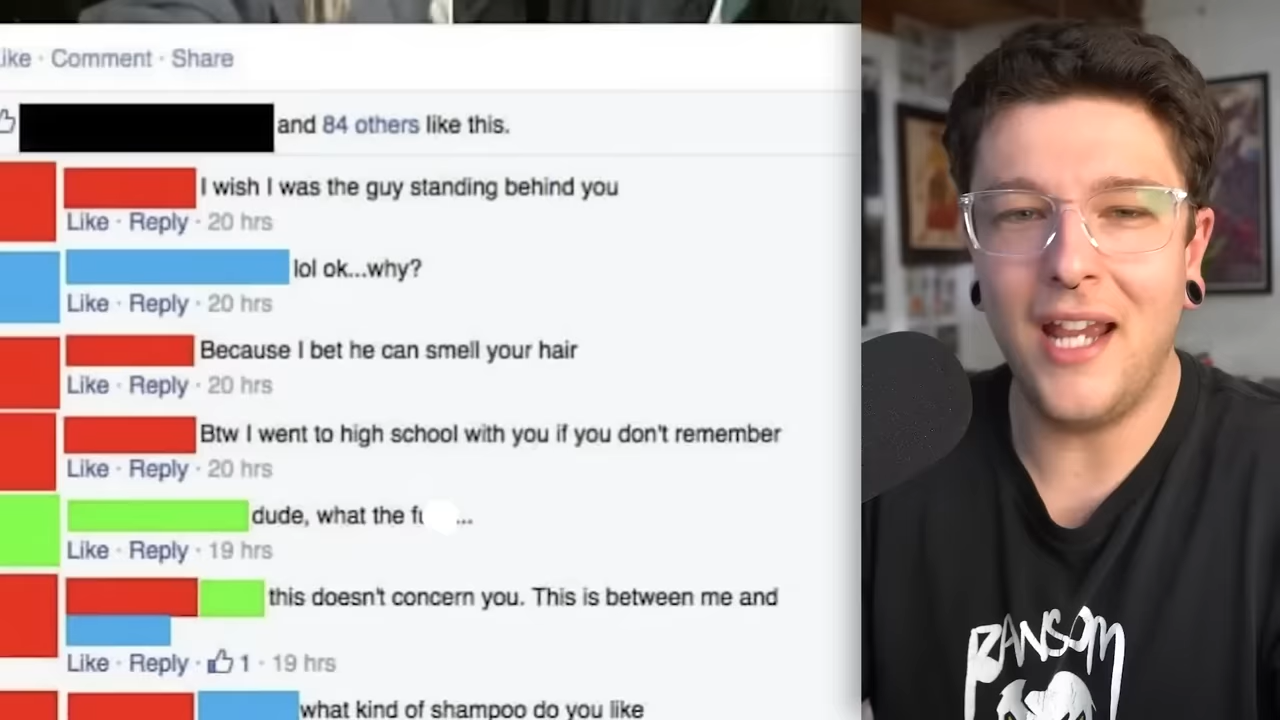 ike · Comment · Share
and 84 others like this.
I wish I was the guy standing behind you
Like · Reply · 20 hrs
lol ok...why?
Like · Reply · 20 hrs
Because I bet he can smell your hair
Like · Reply · 20 hrs
Btw I went to high school with you if you don't remember
Like · Reply · 20 hrs
dude, what the fu ...
Like · Reply · 19 hrs
this doesn't concern you. This is between me and
Like · Reply · 1 · 19 hrs
what kind of shampoo do you like
RANSOM